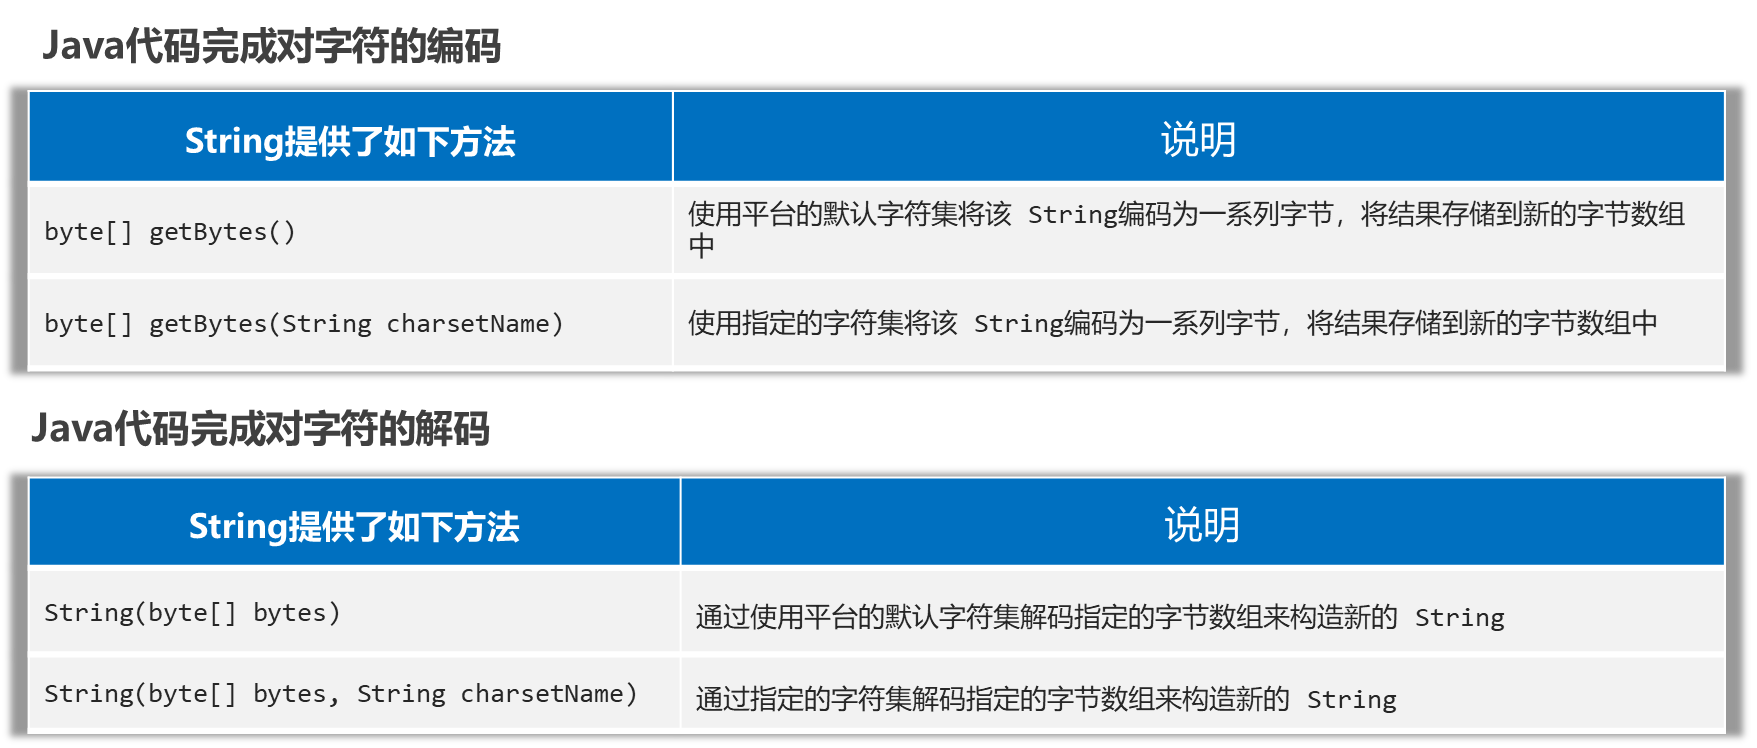 Java代码完成对字符的编码
String提供了如下方法
说明
byte[] getBytes()
使用平台的默认字符集将该 String编码为一系列字节，将结果存储到新的字节数组
中
byte[] getBytes(String charsetName)
使用指定的字符集将该 String编码为一系列字节，将结果存储到新的字节数组中
Java代码完成对字符的解码
String提供了如下方法
说明
String(byte[] bytes)
通过使用平台的默认字符集解码指定的字节数组来构造新的 String
String(byte[] bytes, String charsetName)
通过指定的字符集解码指定的字节数组来构造新的 String